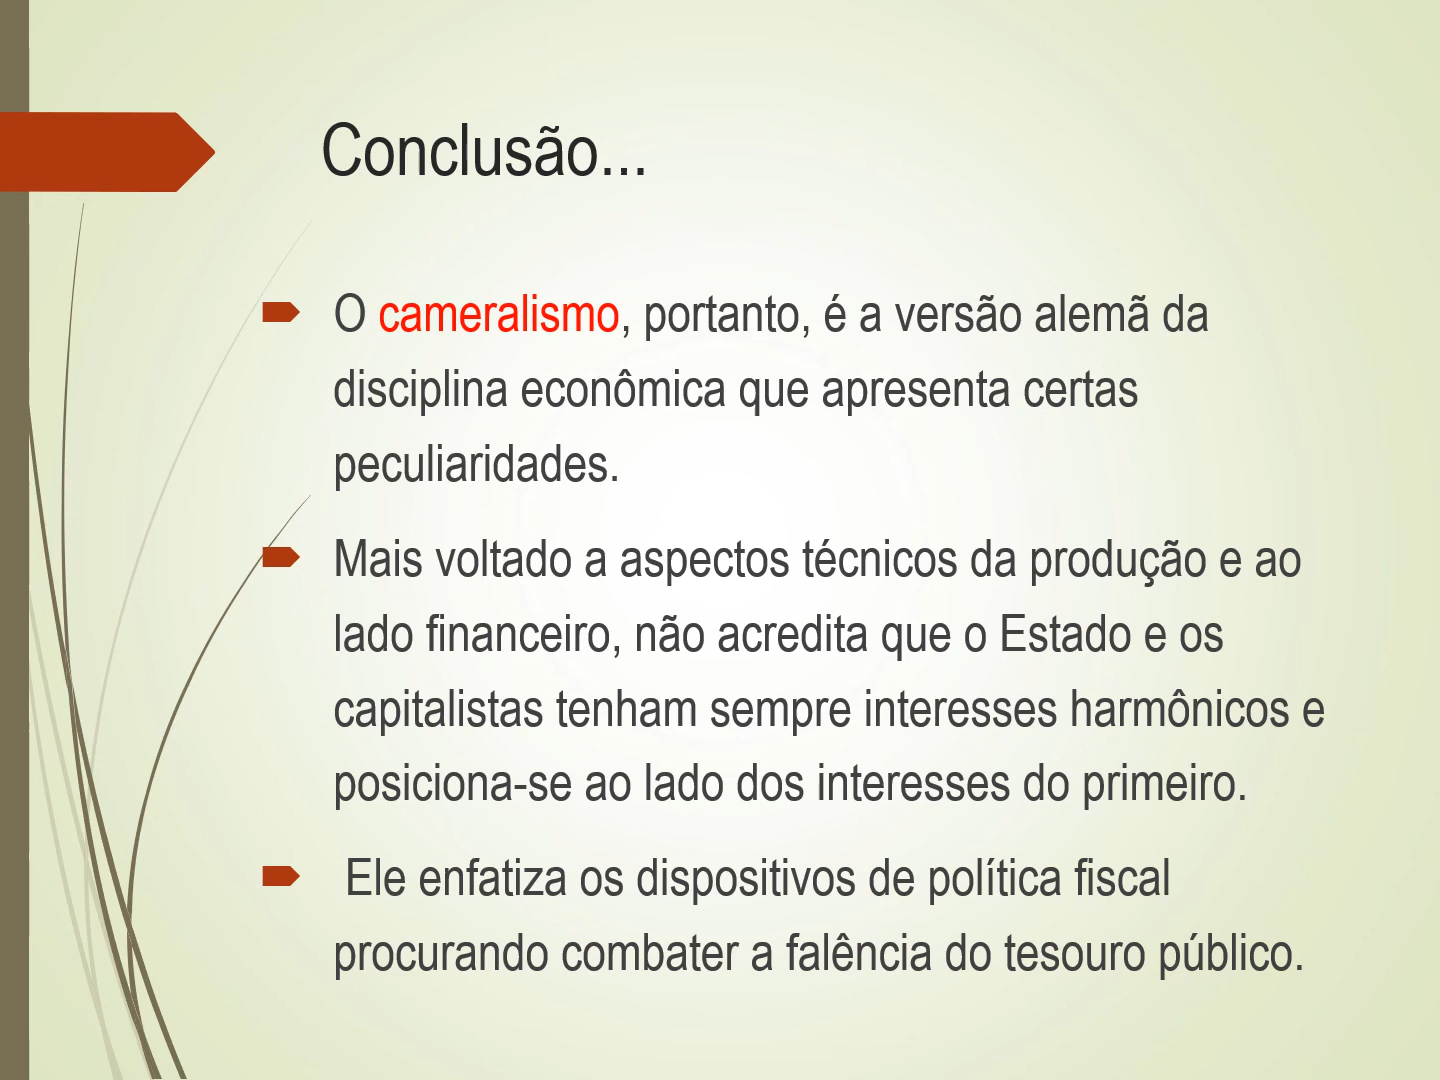 Conclusão...
O cameralismo, portanto, é a versão alemã da
disciplina econômica que apresenta certas
peculiaridades.
Mais voltado a aspectos técnicos da produção e ao
lado financeiro, não acredita que o Estado e os
capitalistas tenham sempre interesses harmônicos e
posiciona-se ao lado dos interesses do primeiro.
Ele enfatiza os dispositivos de política fiscal
procurando combater a falência do tesouro público.